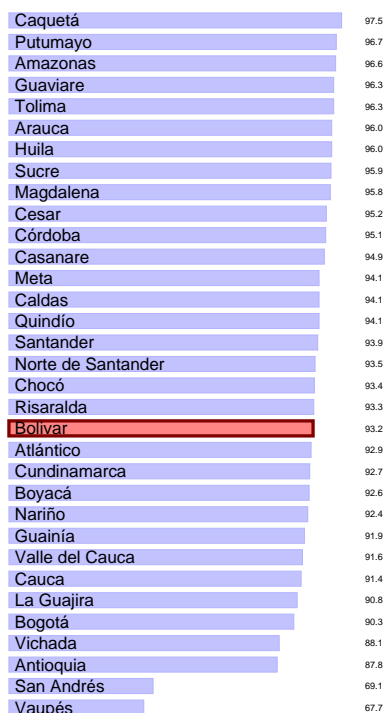 Caquetá 97.5
Putumayo 96.7
Amazonas 96.6
Guaviare 96.3
Tolima 96.3
Arauca 96.0
Huila 96.0
Sucre 95.9
Magdalena 95.8
Cesar 95.2
Córdoba 95.1
Casanare 94.9
Meta 94.1
Caldas 94.1
Quindío 94.1
Santander 93.9
Norte de Santander 93.5
Chocó 93.4
Risaralda 93.3
Bolivar 93.2
Atlántico 92.9
Cundinamarca 92.7
Boyacá 92.6
Nariño 92.4
Guainía 91.9
Valle del Cauca 91.6
Cauca 91.4
La Guajira 90.8
Bogotá 90.3
Vichada 88.1
Antioquia 87.8
San Andrés 69.1
Vaupés 67.7